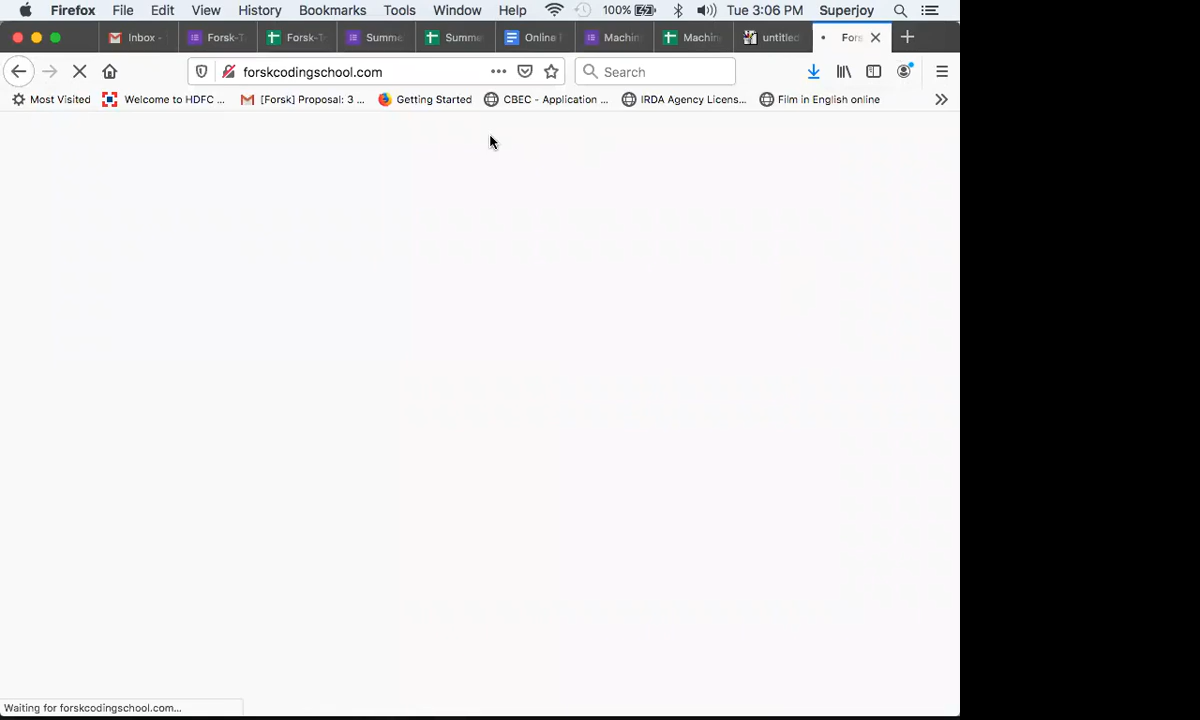 Firefox File Edit View History Bookmarks Tools Window Help 100% Tue 3:06 PM Superjoy
Inbox - Forsk-T Forsk-T Summe Summe Online Machin Machin untitled Fors
forskcodingschool.com Search
Most Visited Welcome to HDFC ... [Forsk] Proposal: 3 ... Getting Started CBEC - Application ... IRDA Agency Licens... Film in English online
Waiting for forskcodingschool.com...